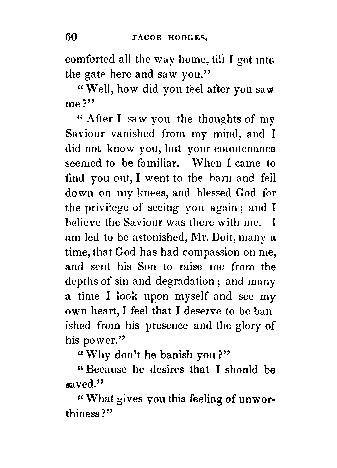 60 JACOB HODGES.
comforted all the way home, till I got into
the gate here and saw you."
"Well, how did you feel after you saw
me?"
"After I saw you the thoughts of my
Saviour vanished from my mind, and I
did not know you, but your countenance
seemed to be familiar. When I came to
find you out, I went to the barn and fell
down on my knees, and blessed God for
the privilege of seeing you again; and I
believe the Saviour was there with me. I
am led to be astonished, Mr. Doit, many a
time, that God has had compassion on me,
and sent his Son to raise me from the
depths of sin and degradation; and many
a time I look upon myself and see my
own heart, I feel that I deserve to be ban
ished from his presence and the glory of
his power."
"Why don't he banish you?"
"Because he desires that I should be
saved."
"What gives you this feeling of unwor-
thiness?"